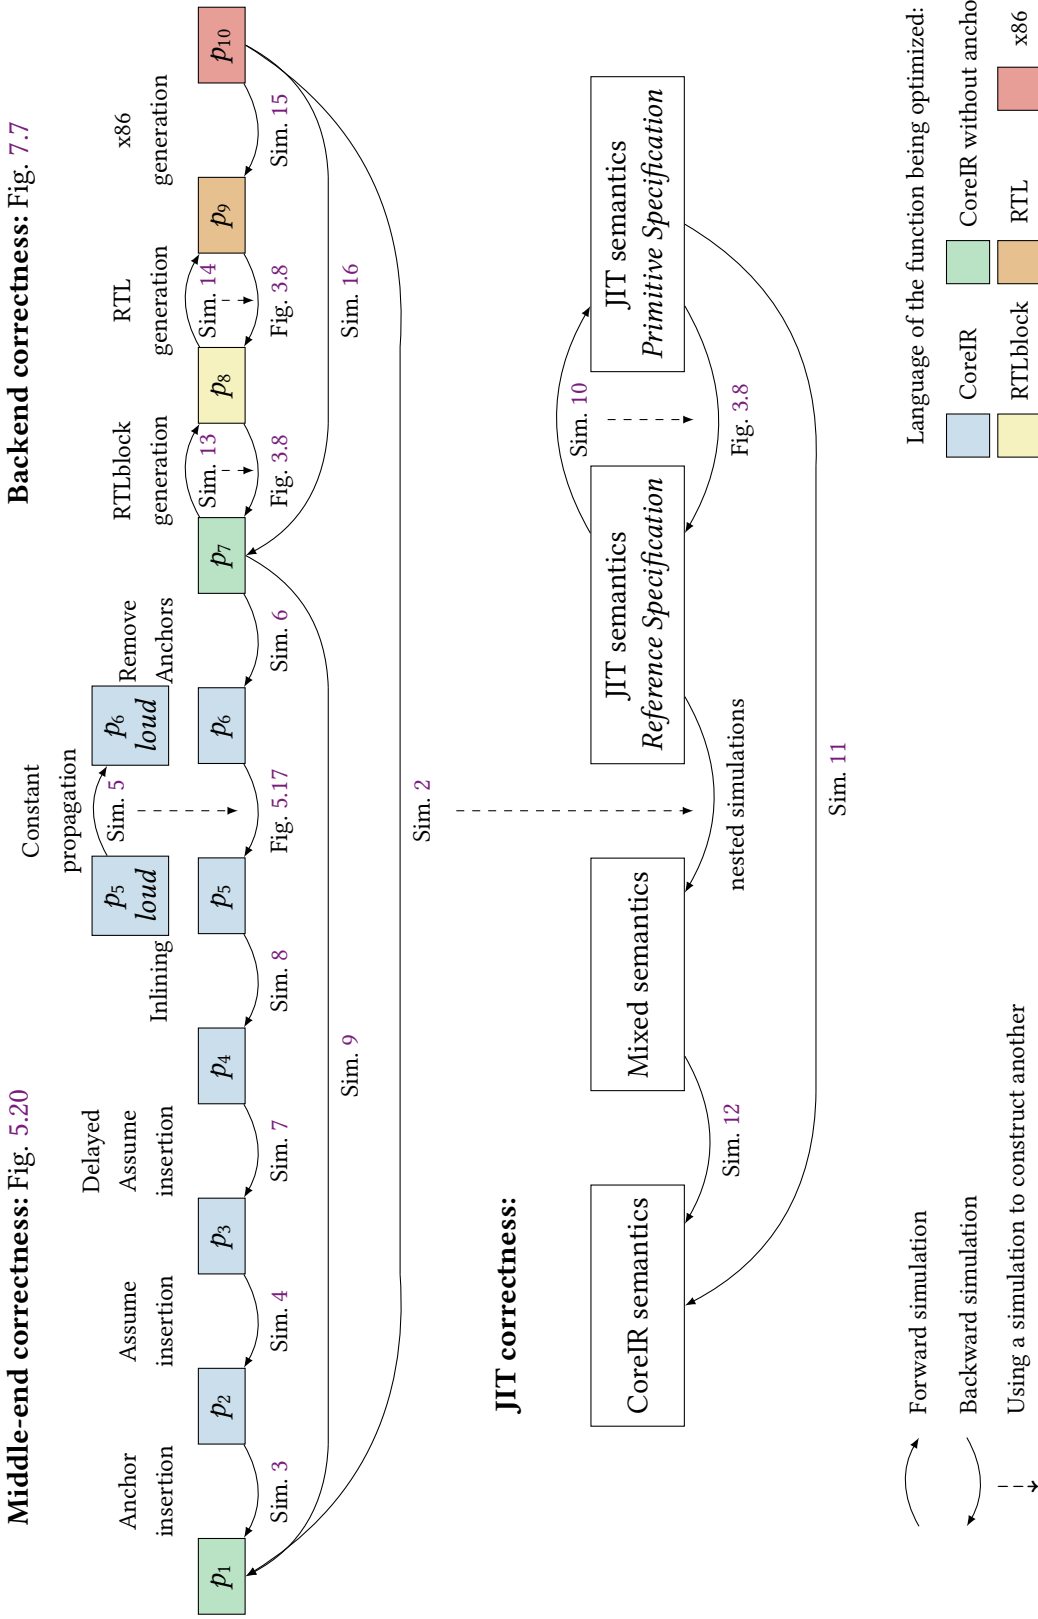 Middle-end correctness: Fig. 5.20
Backend correctness: Fig. 7.7
Anchor
insertion
Assume
insertion
Delayed
Assume
insertion
Inlining
Constant
propagation
Remove
Anchors
RTLblock
generation
RTL
generation
x86
generation
p5
loud
Sim. 5
p6
loud
p1
p2
p3
p4
p5
p6
p7
p8
p9
p10
Sim. 13
Sim. 14
Sim. 3
Sim. 4
Sim. 7
Sim. 8
Fig. 5.17
Sim. 6
Fig. 3.8
Fig. 3.8
Sim. 15
Sim. 9
Sim. 16
Sim. 2
JIT correctness:
CoreIR semantics
Mixed semantics
JIT semantics
Reference Specification
JIT semantics
Primitive Specification
Sim. 10
Sim. 12
nested simulations
Fig. 3.8
Sim. 11
Forward simulation
Backward simulation
Using a simulation to construct another
Language of the function being optimized:
CoreIR
CoreIR without ancho
RTLblock
RTL
x86